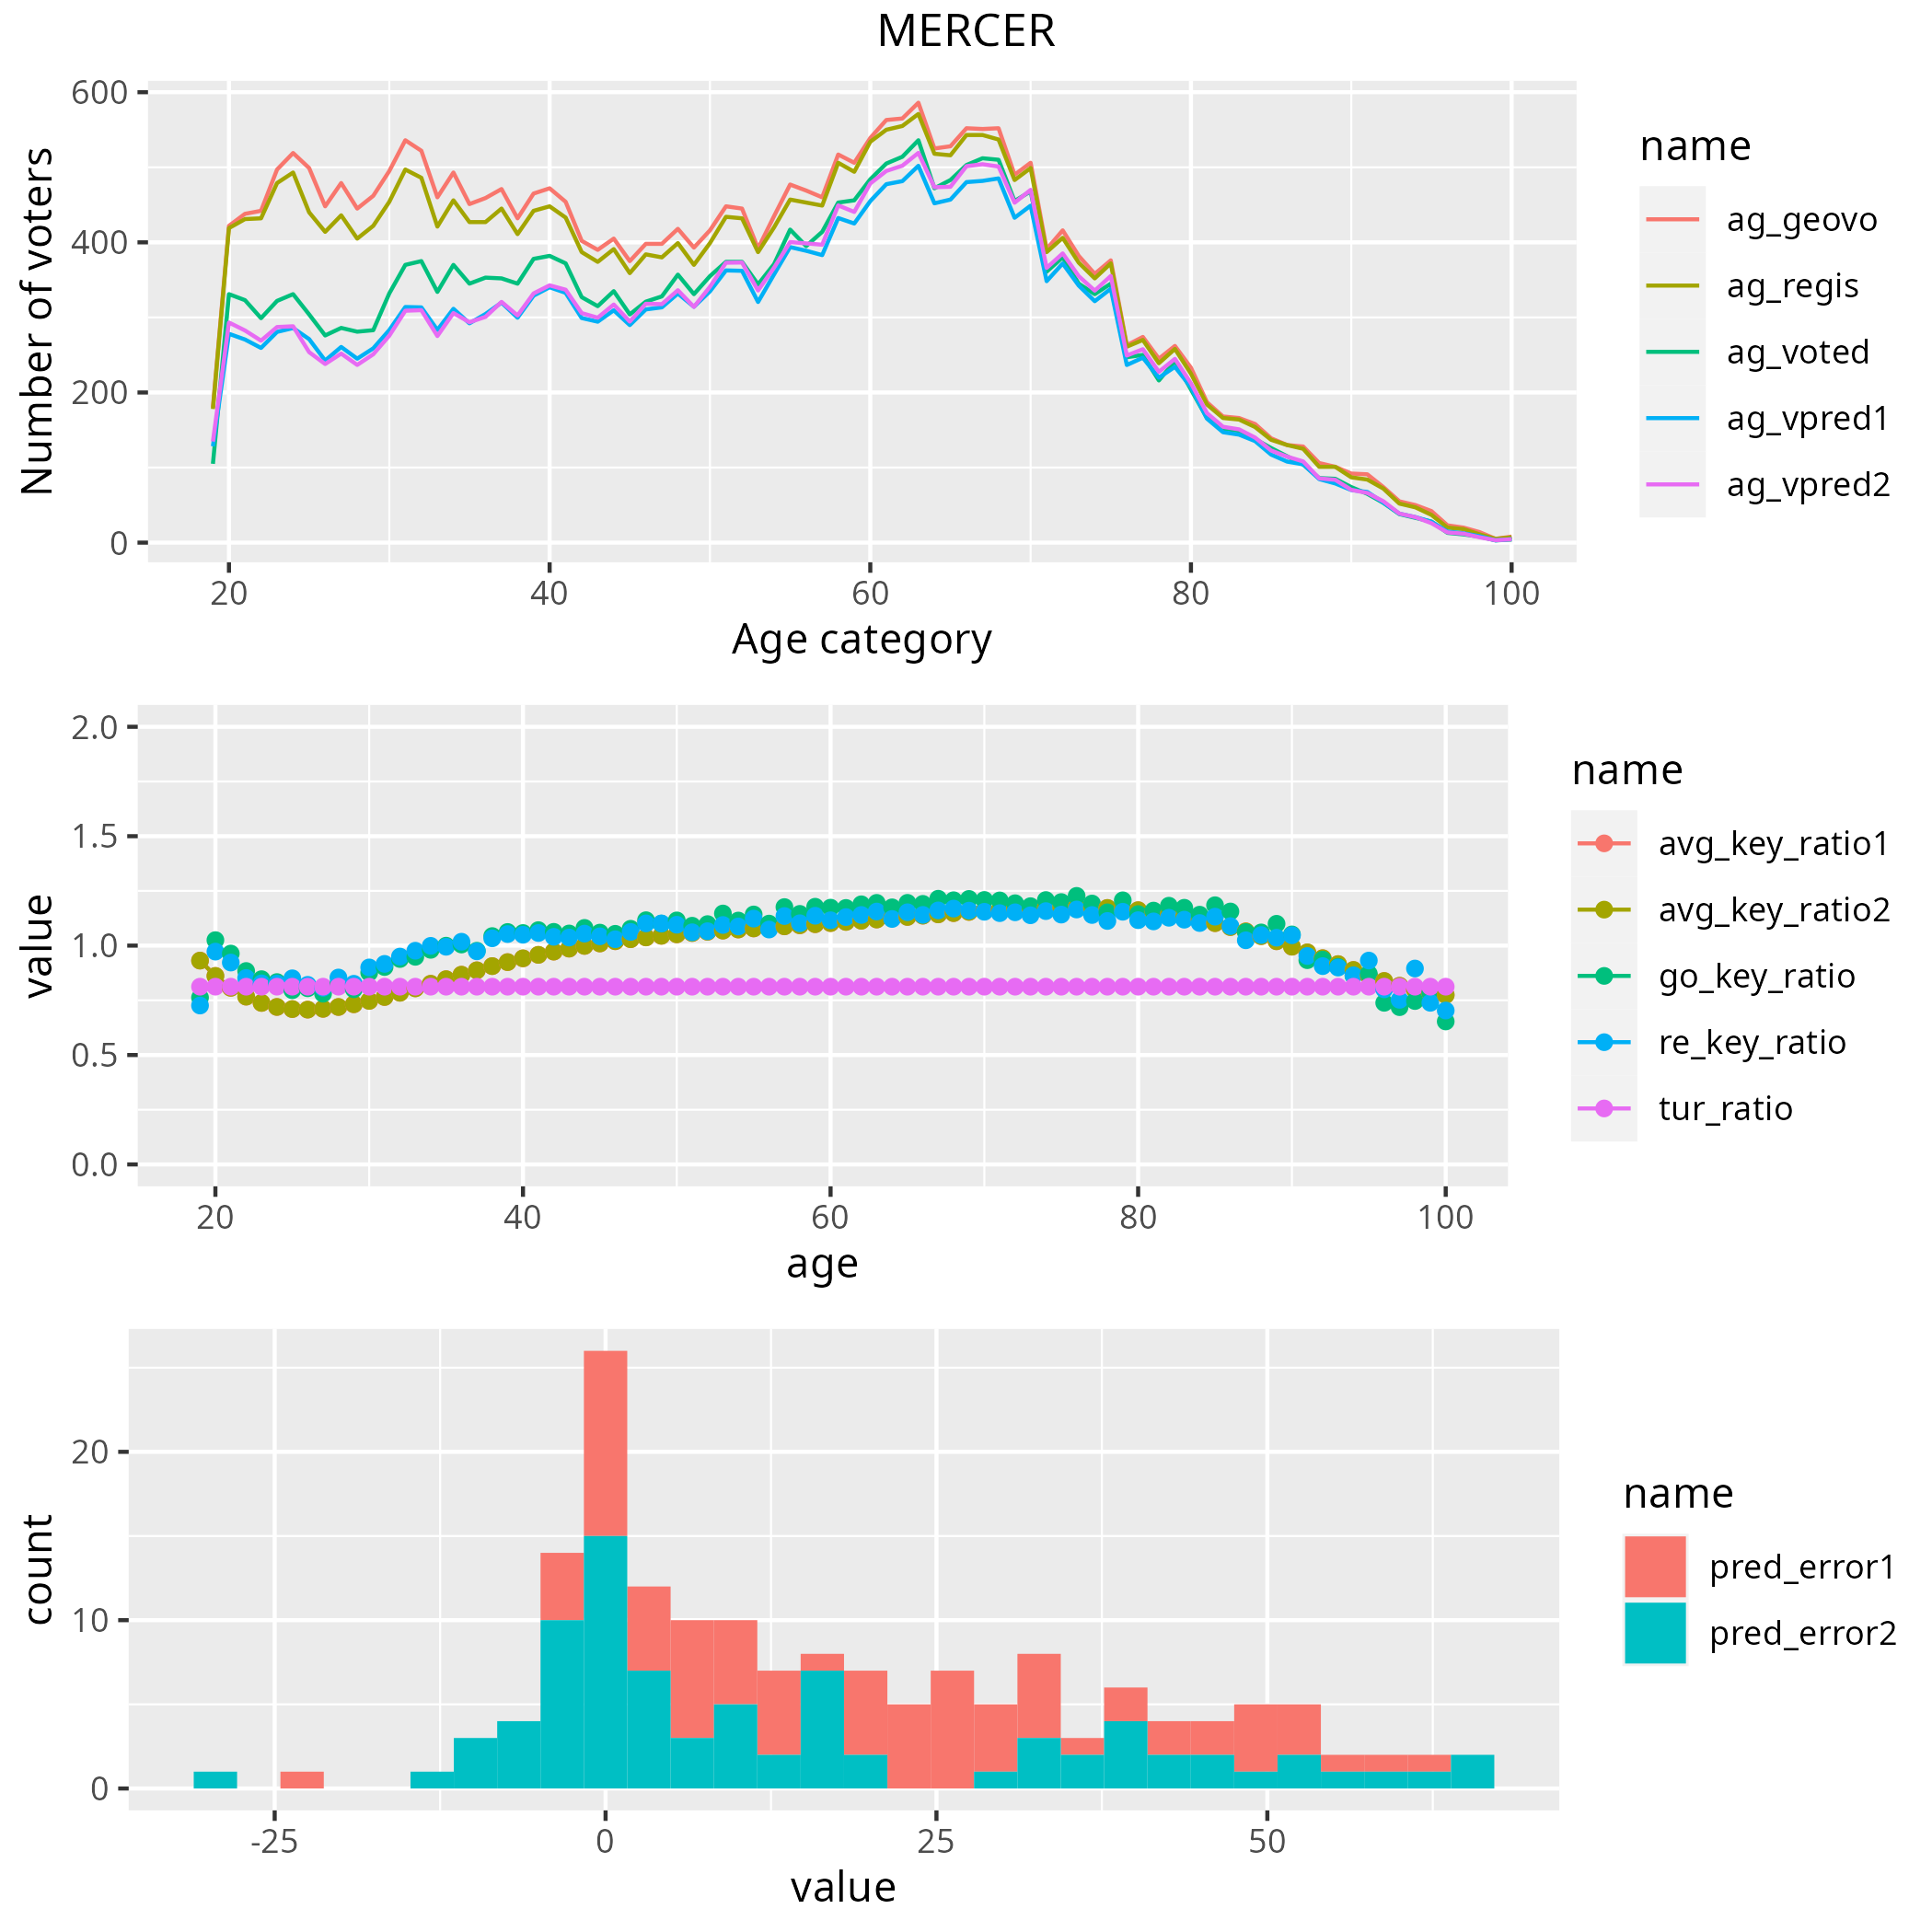 MERCER
Number of voters
600
400
200
0
20 40 60 80 100
Age category
name
ag_geovo
ag_regis
ag_voted
ag_vpred1
ag_vpred2
value
2.0
1.5
1.0
0.5
0.0
20 40 60 80 100
age
name
avg_key_ratio1
avg_key_ratio2
go_key_ratio
re_key_ratio
tur_ratio
count
20
10
0
-25 0 25 50
value
name
pred_error1
pred_error2